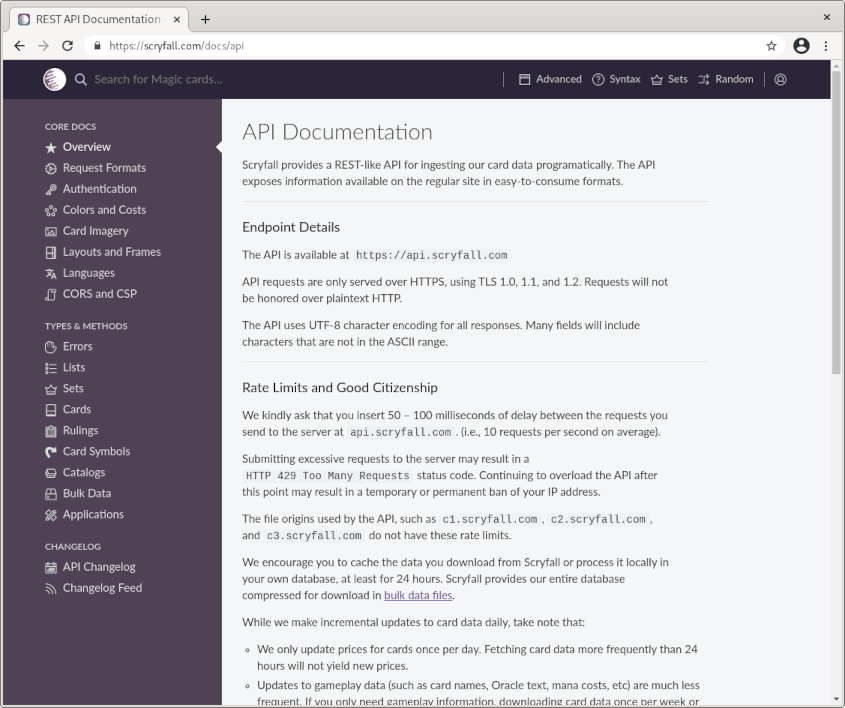 REST API Documentation
https://scryfall.com/docs/api
Search for Magic cards...
Advanced
Syntax
Sets
Random
CORE DOCS
Overview
Request Formats
Authentication
Colors and Costs
Card Imagery
Layouts and Frames
Languages
CORS and CSP
TYPES & METHODS
Errors
Lists
Sets
Cards
Rulings
Card Symbols
Catalogs
Bulk Data
Applications
CHANGELOG
API Changelog
Changelog Feed
API Documentation
Scryfall provides a REST-like API for ingesting our card data programatically. The API
exposes information available on the regular site in easy-to-consume formats.
Endpoint Details
The API is available at https://api.scryfall.com
API requests are only served over HTTPS, using TLS 1.0, 1.1, and 1.2. Requests will not
be honored over plaintext HTTP.
The API uses UTF-8 character encoding for all responses. Many fields will include
characters that are not in the ASCII range.
Rate Limits and Good Citizenship
We kindly ask that you insert 50 – 100 milliseconds of delay between the requests you
send to the server at api.scryfall.com . (i.e., 10 requests per second on average).
Submitting excessive requests to the server may result in a
HTTP 429 Too Many Requests status code. Continuing to overload the API after
this point may result in a temporary or permanent ban of your IP address.
The file origins used by the API, such as c1.scryfall.com , c2.scryfall.com ,
and c3.scryfall.com do not have these rate limits.
We encourage you to cache the data you download from Scryfall or process it locally in
your own database, at least for 24 hours. Scryfall provides our entire database
compressed for download in bulk data files.
While we make incremental updates to card data daily, take note that:
We only update prices for cards once per day. Fetching card data more frequently than 24
hours will not yield new prices.
Updates to gameplay data (such as card names, Oracle text, mana costs, etc) are much less
frequent. If you only need gameplay information, downloading card data once per week or